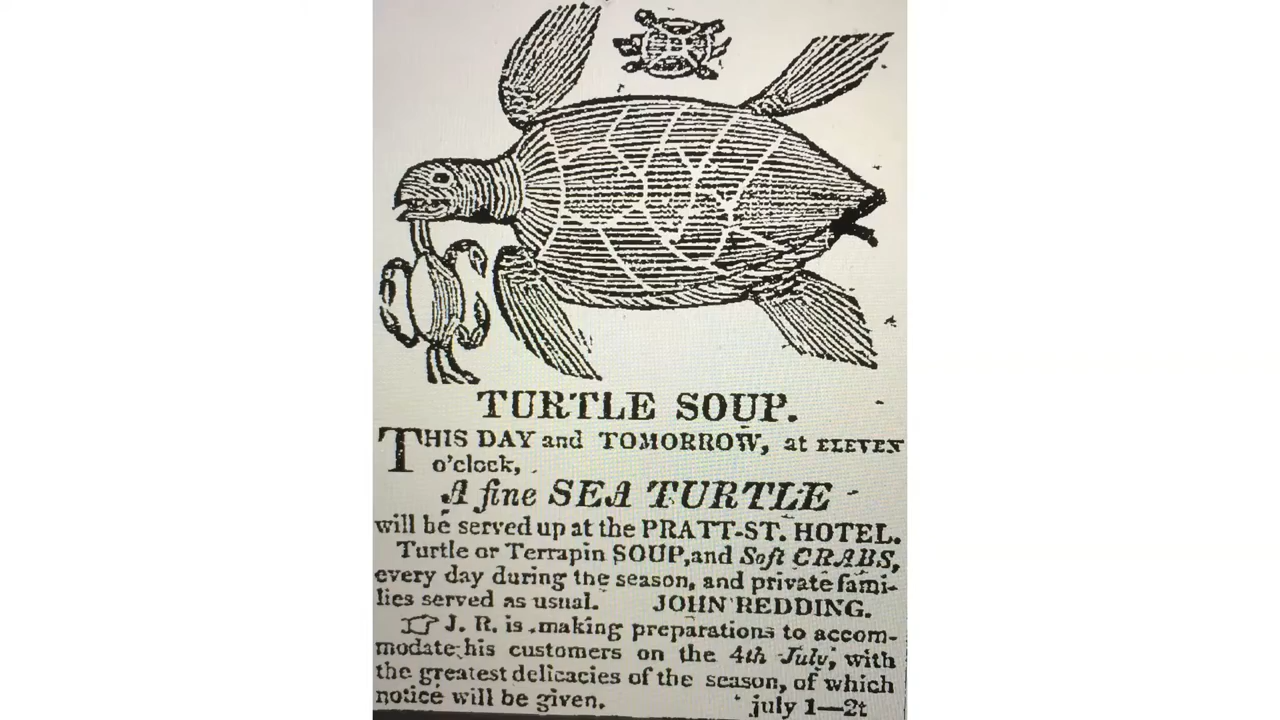 TURTLE SOUP.
THIS DAY and TOMORROW, at ELEVEN
o'clock,
A fine SEA TURTLE
will be served up at the PRATT-ST. HOTEL.
Turtle or Terrapin SOUP, and Soft CRABS,
every day during the season, and private fami-
lies served as usual. JOHN REDDING.
☞ J. R. is making preparations to accom-
modate his customers on the 4th July, with
the greatest delicacies of the season, of which
notice will be given. july 1—2t